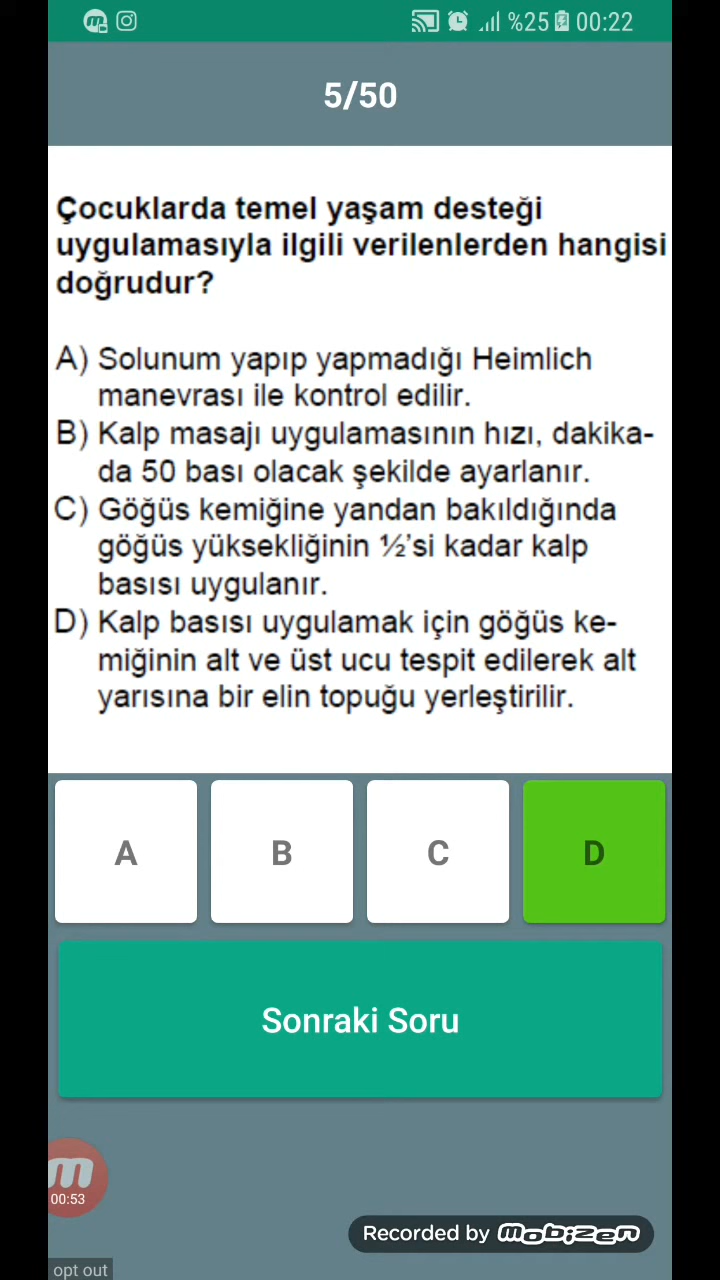 %25 00:22
5/50
Çocuklarda temel yaşam desteği
uygulamasıyla ilgili verilenlerden hangisi
doğrudur?
A) Solunum yapıp yapmadığı Heimlich
manevrası ile kontrol edilir.
B) Kalp masajı uygulamasının hızı, dakika-
da 50 bası olacak şekilde ayarlanır.
C) Göğüs kemiğine yandan bakıldığında
göğüs yüksekliğinin ½’si kadar kalp
basısı uygulanır.
D) Kalp basısı uygulamak için göğüs ke-
miğinin alt ve üst ucu tespit edilerek alt
yarısına bir elin topuğu yerleştirilir.
A B C D
Sonraki Soru
m
00:53
Recorded by mobizen
opt out